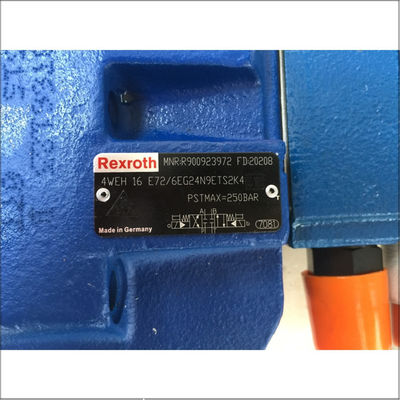 Rexroth MNR:R900923972 FD:20208
4WEH 16 E72/6EG24N9ETS2K4
PSTMAX=250BAR
A B
7081
Made in Germany